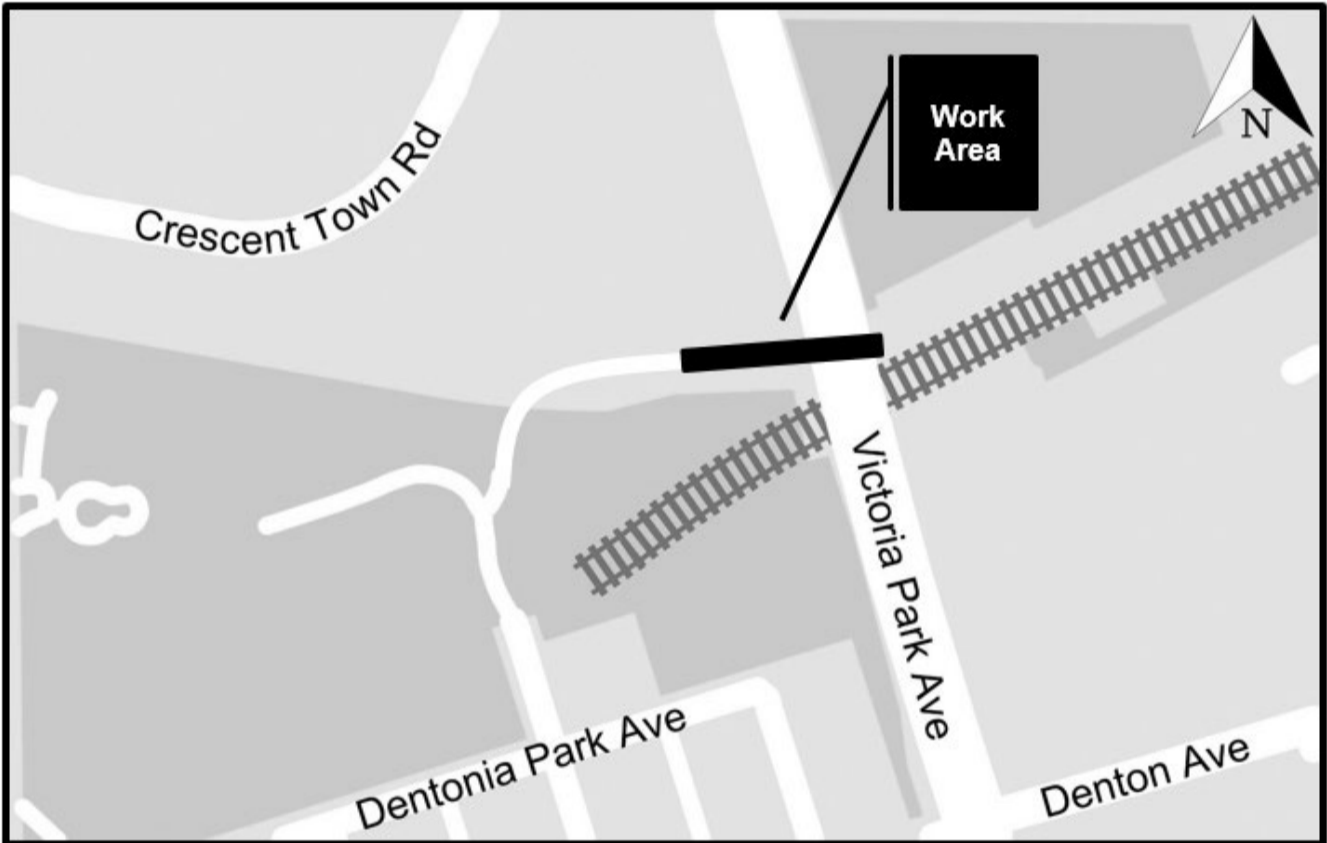 Work
Area
N
Crescent Town Rd
Victoria Park Ave
Dentonia Park Ave
Denton Ave